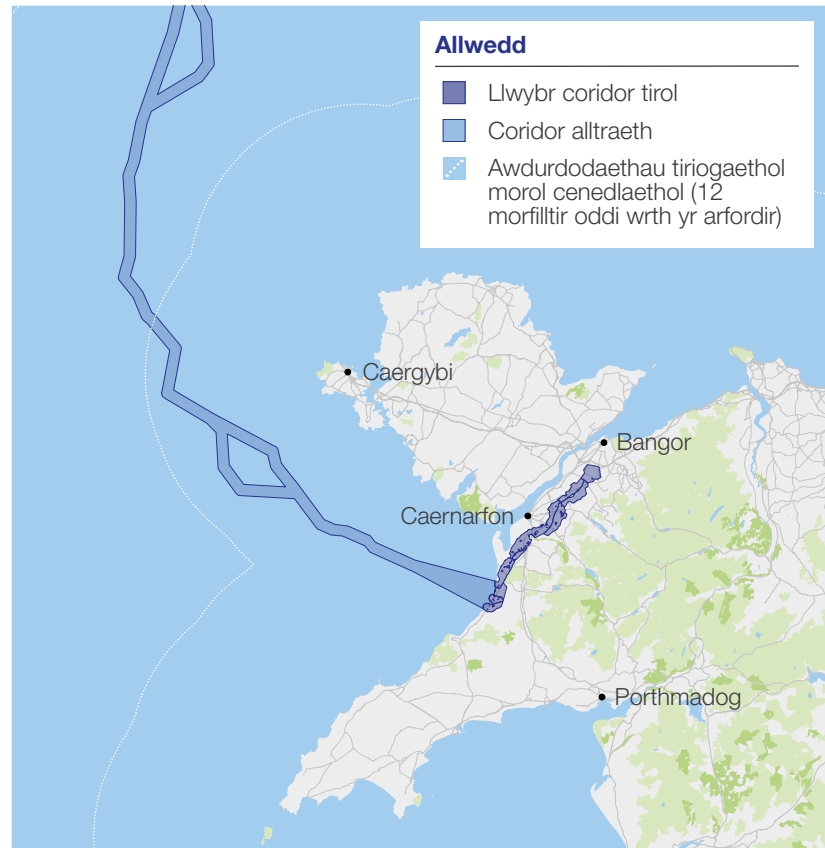 Allwedd
Llwybr coridor tirol
Coridor alltraeth
Awdurdodaethau tiriogaethol
morol cenedlaethol (12
morfilltir oddi wrth yr arfordir)
Caergybi
Bangor
Caernarfon
Porthmadog